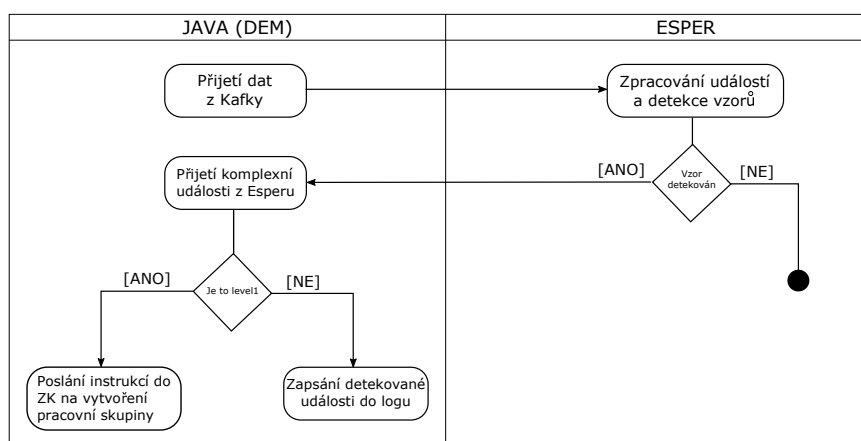 JAVA (DEM)
ESPER
Přijetí dat
z Kafky
Zpracování událostí
a detekce vzorů
Přijetí komplexní
události z Esperu
[ANO]
Vzor
detekován
[NE]
[ANO]
Je to level1
[NE]
Poslání instrukcí do
ZK na vytvoření
pracovní skupiny
Zapsání detekované
události do logu